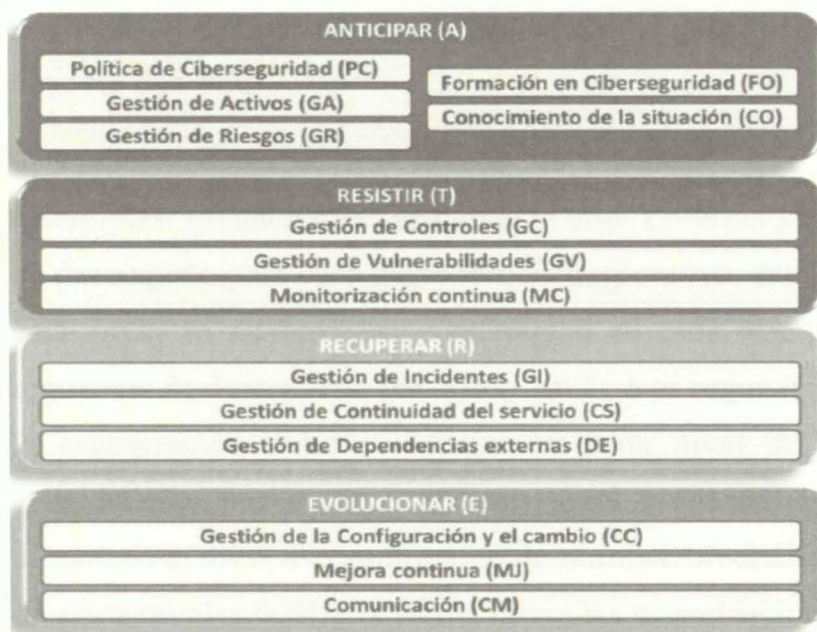 ANTICIPAR (A)
Política de Ciberseguridad (PC)
Gestión de Activos (GA)
Gestión de Riesgos (GR)
Formación en Ciberseguridad (FO)
Conocimiento de la situación (CO)
RESISTIR (T)
Gestión de Controles (GC)
Gestión de Vulnerabilidades (GV)
Monitorización continua (MC)
RECUPERAR (R)
Gestión de Incidentes (GI)
Gestión de Continuidad del servicio (CS)
Gestión de Dependencias externas (DE)
EVOLUCIONAR (E)
Gestión de la Configuración y el cambio (CC)
Mejora continua (MJ)
Comunicación (CM)